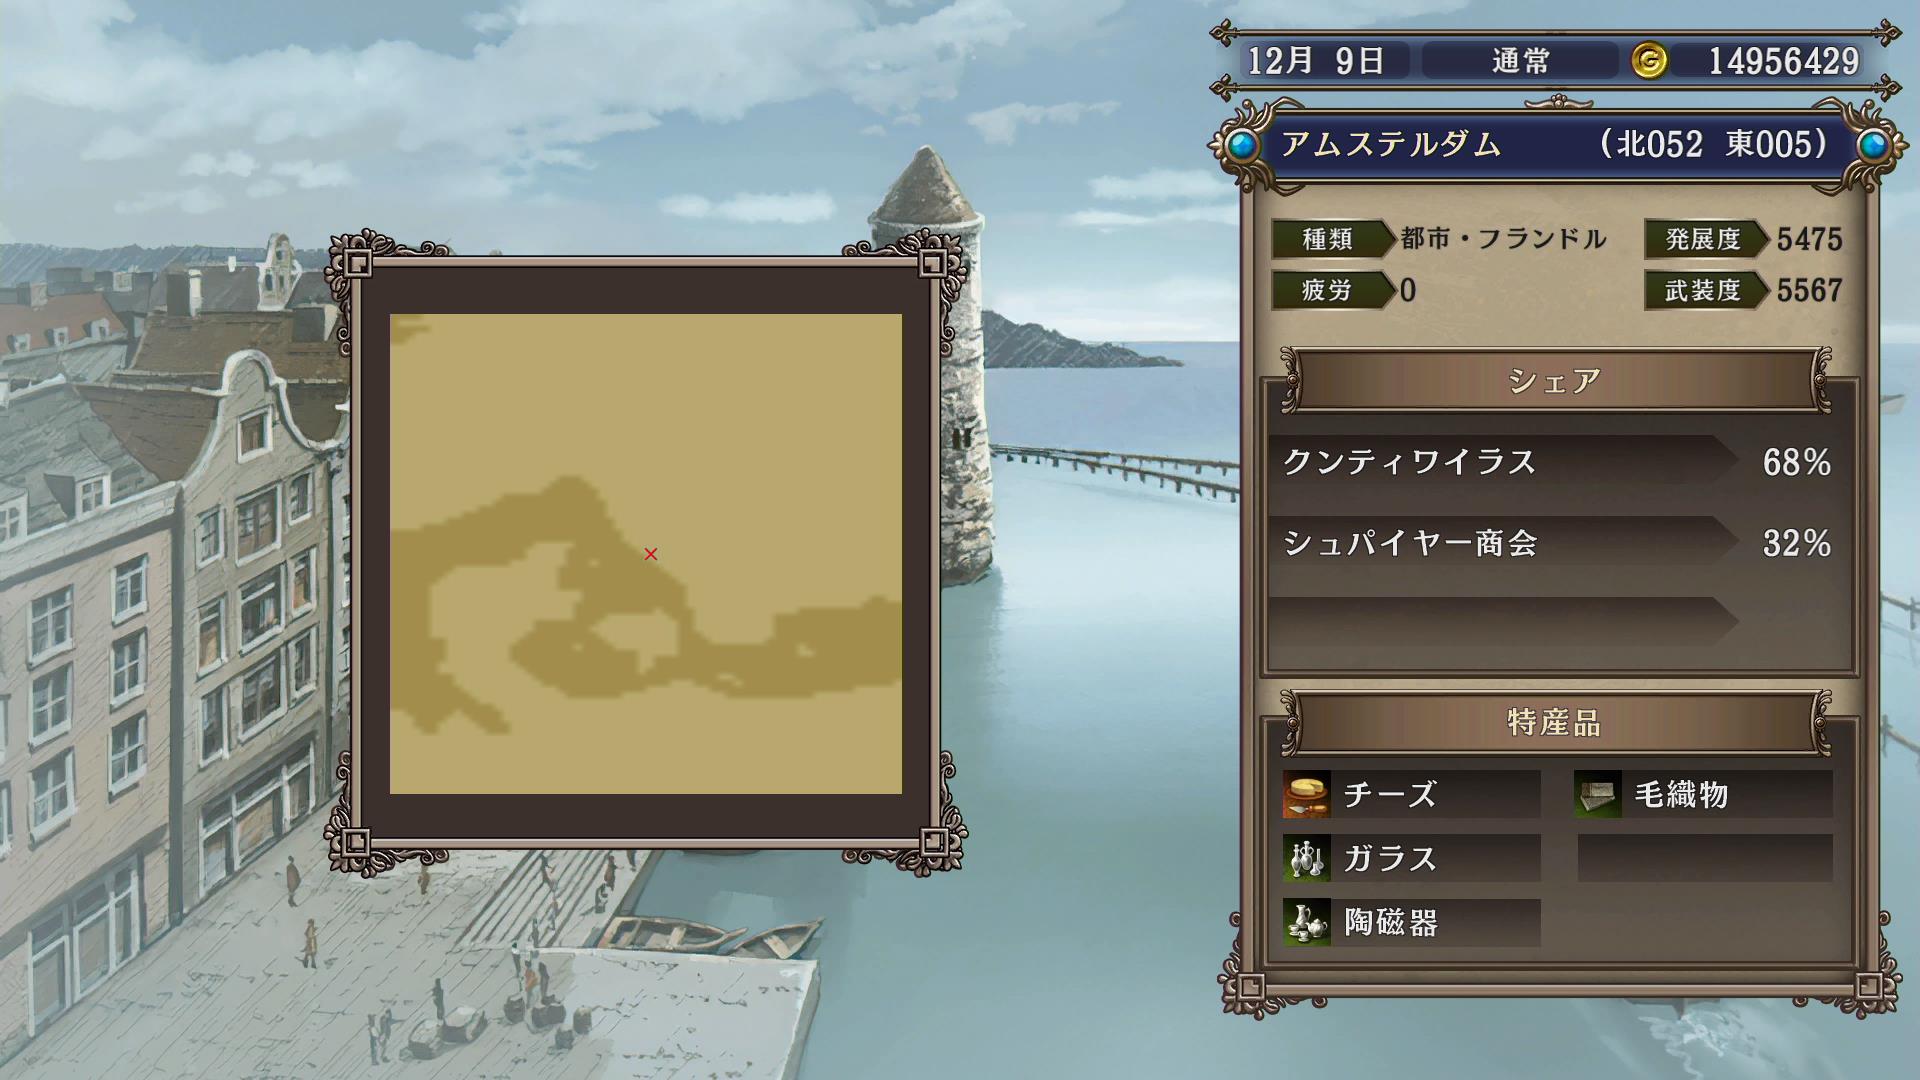 12月 9日 通常 14956429
アムステルダム (北052 東005)
種類 都市・フランドル 発展度 5475
疲労 0 武装度 5567
シェア
クンティワイラス 68%
シュパイヤー商会 32%
特産品
チーズ 毛織物
ガラス
陶磁器